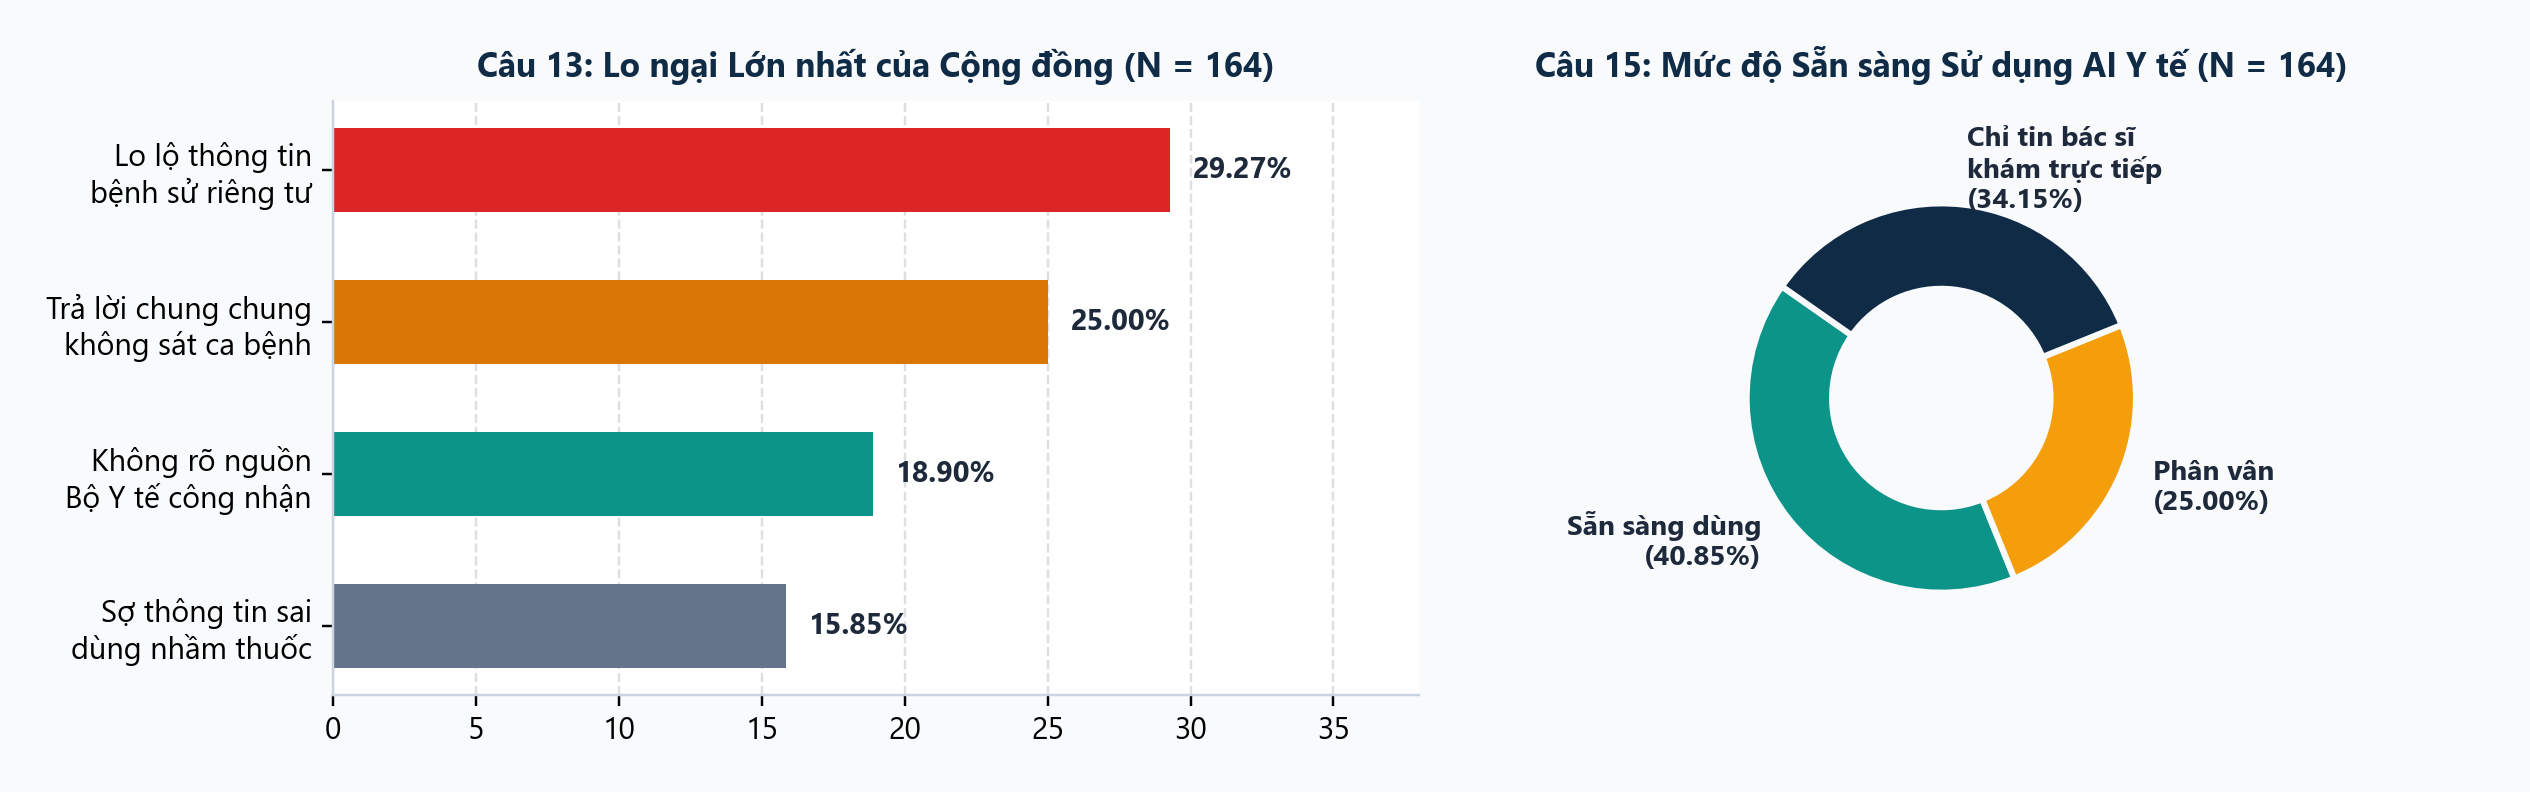 Câu 13: Lo ngại Lớn nhất của Cộng đồng (N = 164)
Lo lộ thông tin
bệnh sử riêng tư
29.27%
Trả lời chung chung
không sát ca bệnh
25.00%
Không rõ nguồn
Bộ Y tế công nhận
18.90%
Sợ thông tin sai
dùng nhầm thuốc
15.85%
0 5 10 15 20 25 30 35
Câu 15: Mức độ Sẵn sàng Sử dụng AI Y tế (N = 164)
Chỉ tin bác sĩ
khám trực tiếp
(34.15%)
Phân vân
(25.00%)
Sẵn sàng dùng
(40.85%)